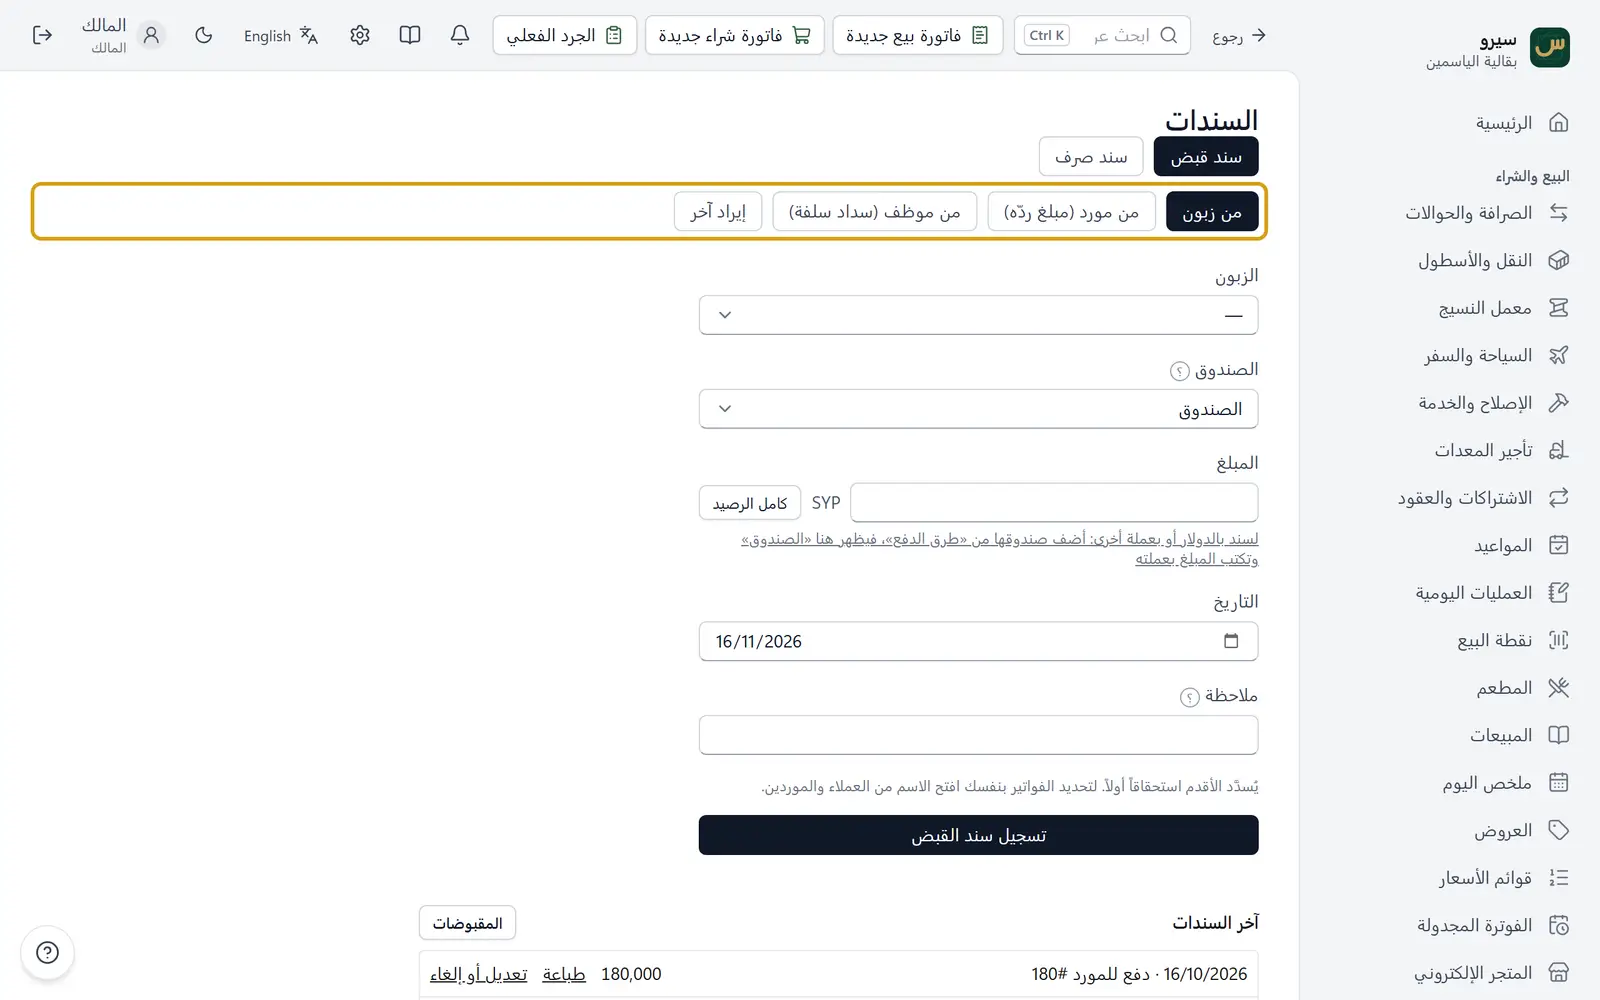 سيرو
بقالية الياسمين
رجوع
ابحث عن
Ctrl K
فاتورة بيع جديدة
فاتورة شراء جديدة
الجرد الفعلي
English
المالك
المالك
الرئيسية
البيع والشراء
الصرافة والحوالات
النقل والأسطول
معمل النسيج
السياحة والسفر
الإصلاح والخدمة
تأجير المعدات
الاشتراكات والعقود
المواعيد
العمليات اليومية
نقطة البيع
المطعم
المبيعات
ملخص اليوم
العروض
قوائم الأسعار
الفوترة المجدولة
المتجر الإلكتروني
السندات
سند قبض
سند صرف
من زبون
من مورد (مبلغ ردّه)
من موظف (سداد سلفة)
إيراد آخر
الزبون
—
الصندوق ؟
الصندوق
المبلغ
SYP
كامل الرصيد
لسند بالدولار أو بعملة أخرى: أضف صندوقها من «طرق الدفع»، فيظهر هنا «الصندوق»
وتكتب المبلغ بعملته
التاريخ
16/11/2026
ملاحظة ؟
يُسدَّد الأقدم استحقاقاً أولاً. لتحديد الفواتير بنفسك افتح الاسم من العملاء والموردين.
تسجيل سند القبض
آخر السندات
المقبوضات
16/10/2026 · دفع للمورد #180
180,000
طباعة
تعديل أو إلغاء